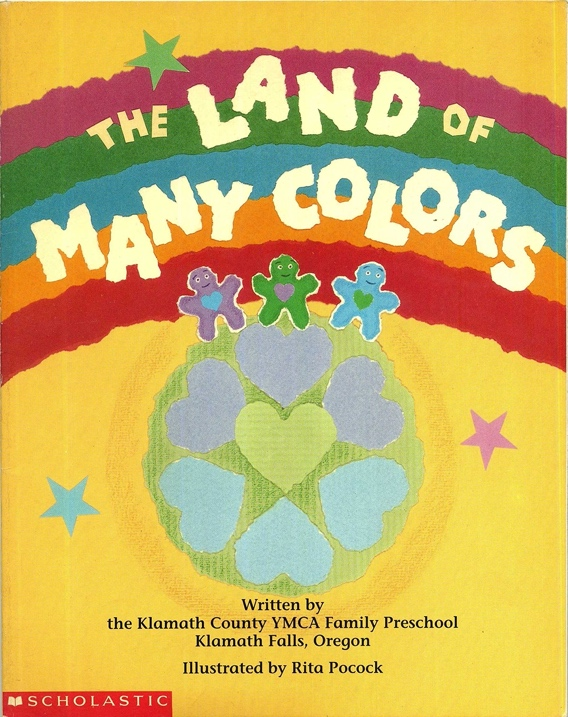 THE LAND OF
MANY COLORS
Written by
the Klamath County YMCA Family Preschool
Klamath Falls, Oregon
Illustrated by Rita Pocock
SCHOLASTIC